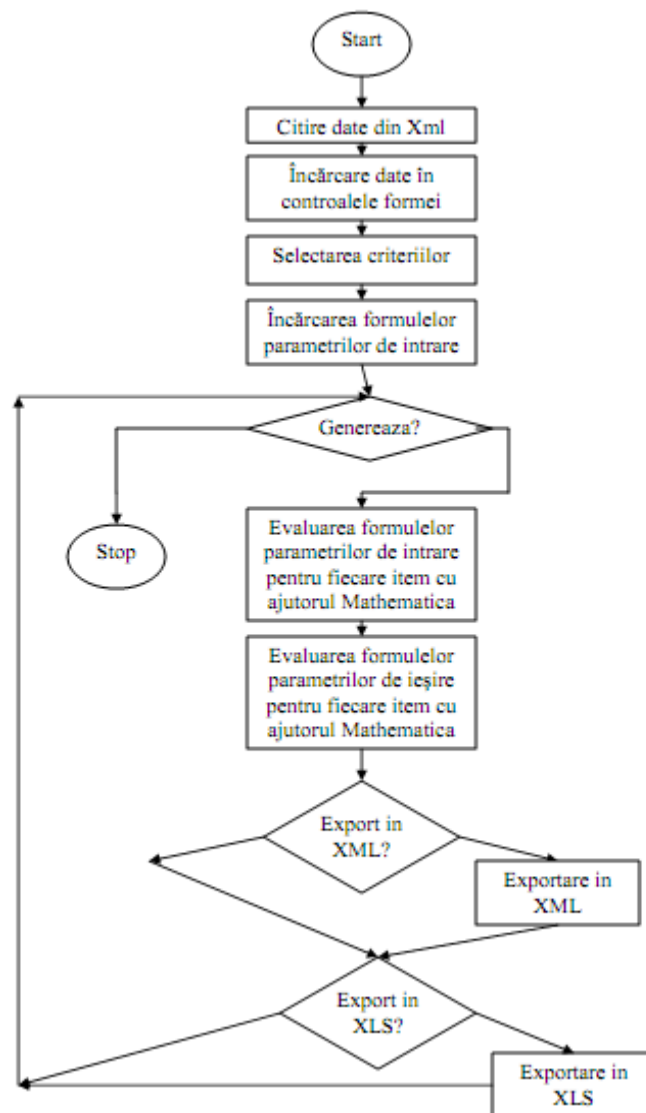 Start
Citire date din Xml
Încărcare date în
controalele formei
Selectarea criteriilor
Încărcarea formulelor
parametrilor de intrare
Genereaza?
Stop
Evaluarea formulelor
parametrilor de intrare
pentru fiecare item cu
ajutorul Mathematica
Evaluarea formulelor
parametrilor de ieşire
pentru fiecare item cu
ajutorul Mathematica
Export in
XML?
Exportare in
XML
Export in
XLS?
Exportare in
XLS